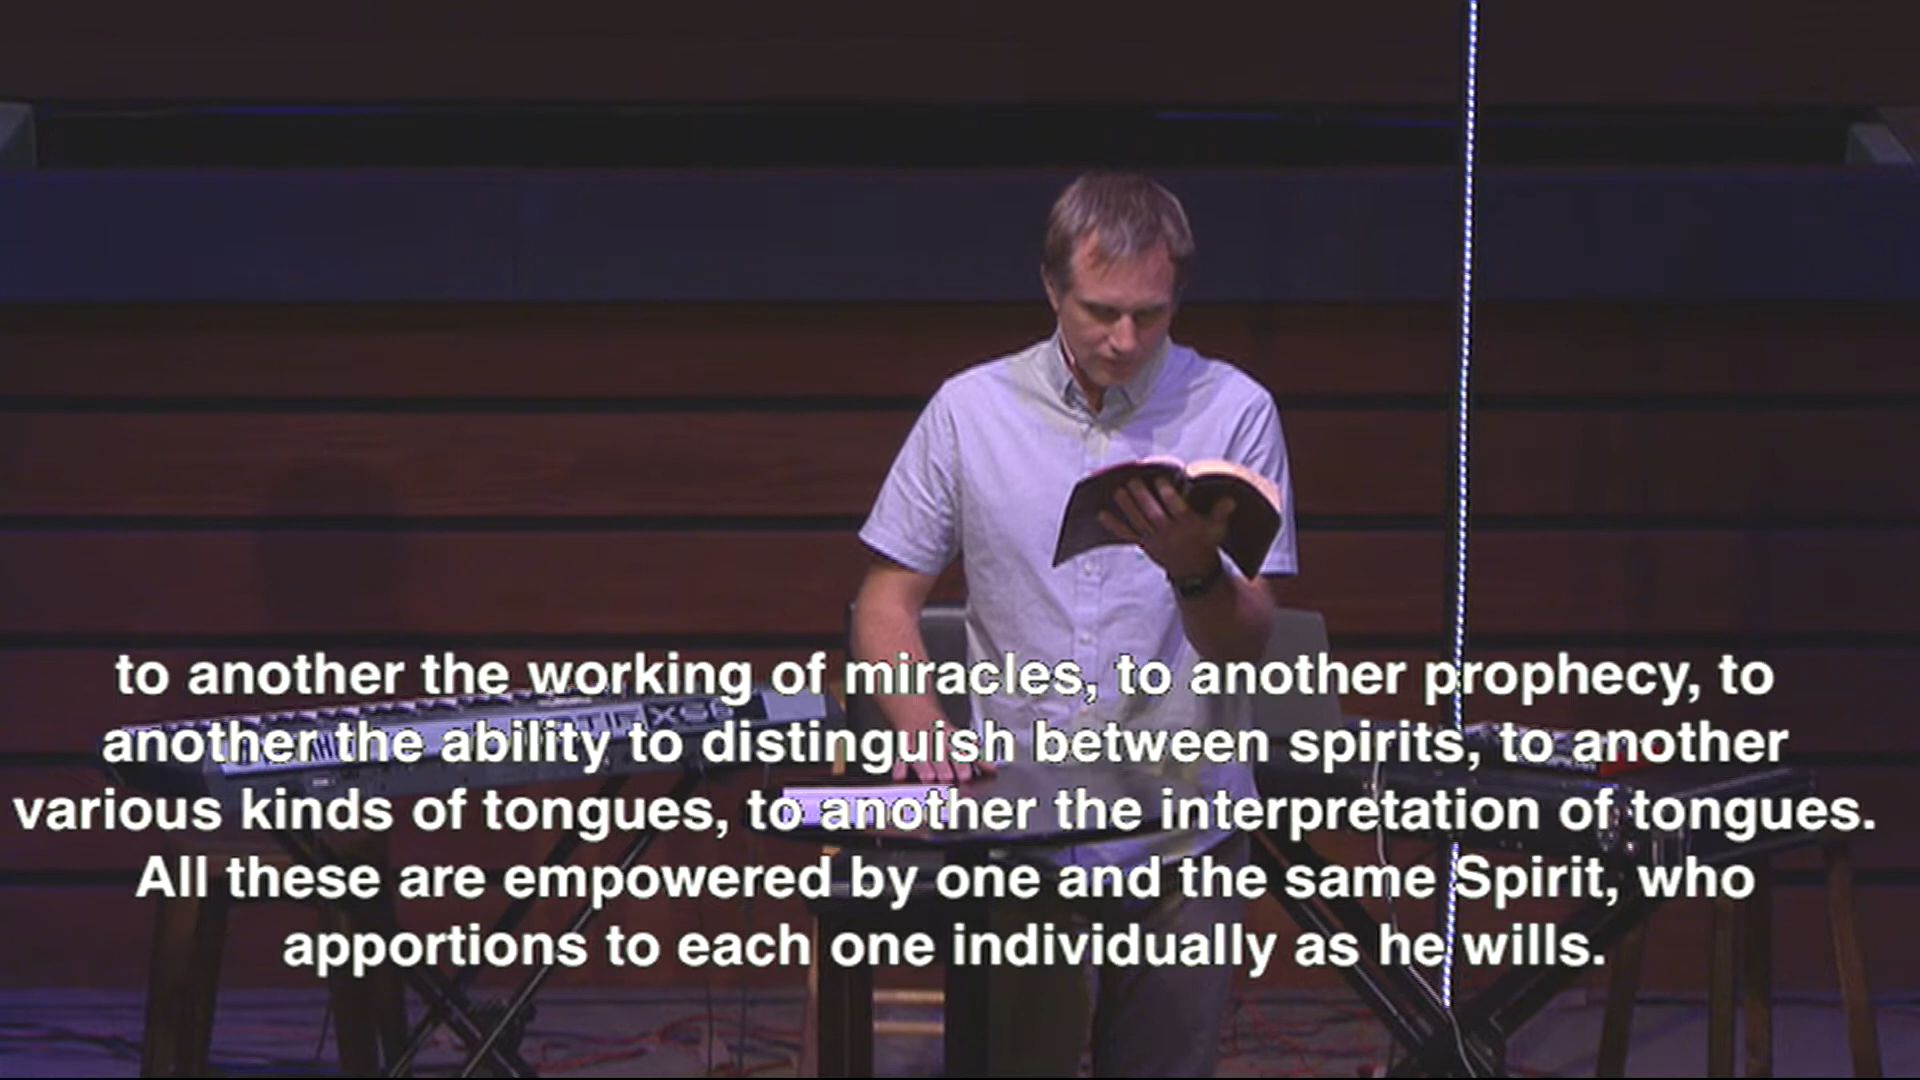 to another the working of miracles, to another prophecy, to
another the ability to distinguish between spirits, to another
various kinds of tongues, to another the interpretation of tongues.
All these are empowered by one and the same Spirit, who
apportions to each one individually as he wills.
XS8